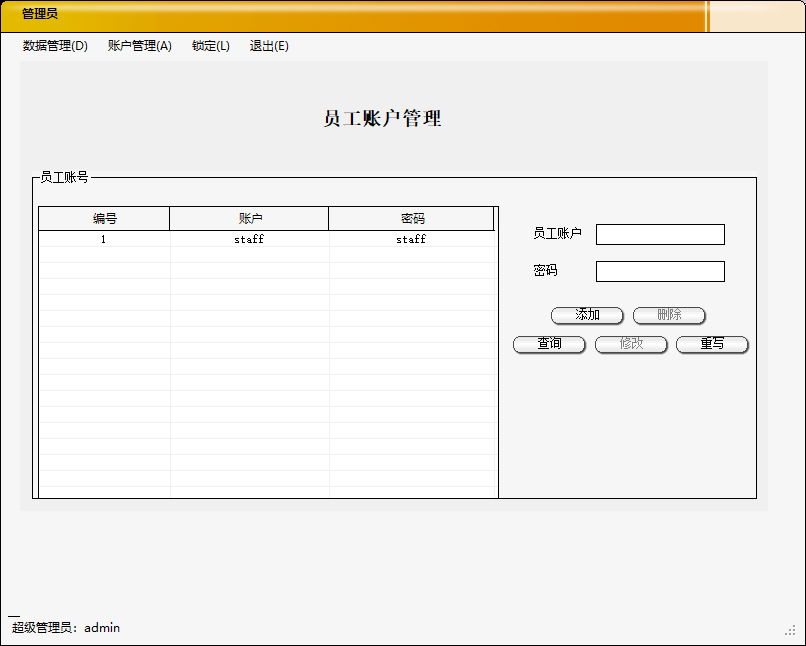 管理员
数据管理(D) 账户管理(A) 锁定(L) 退出(E)
员工账户管理
员工账号
编号 账户 密码
1 staff staff
员工账户
密码
添加 删除
查询 修改 重写
超级管理员：admin